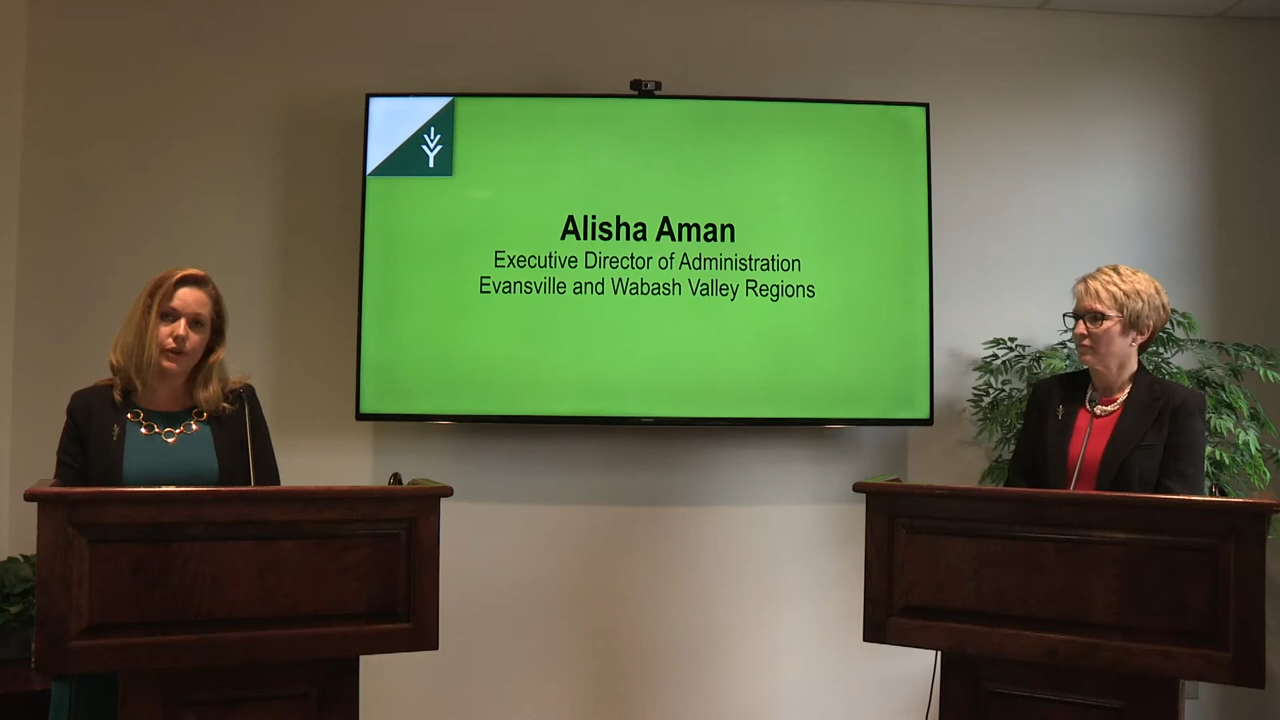 Alisha Aman
Executive Director of Administration
Evansville and Wabash Valley Regions